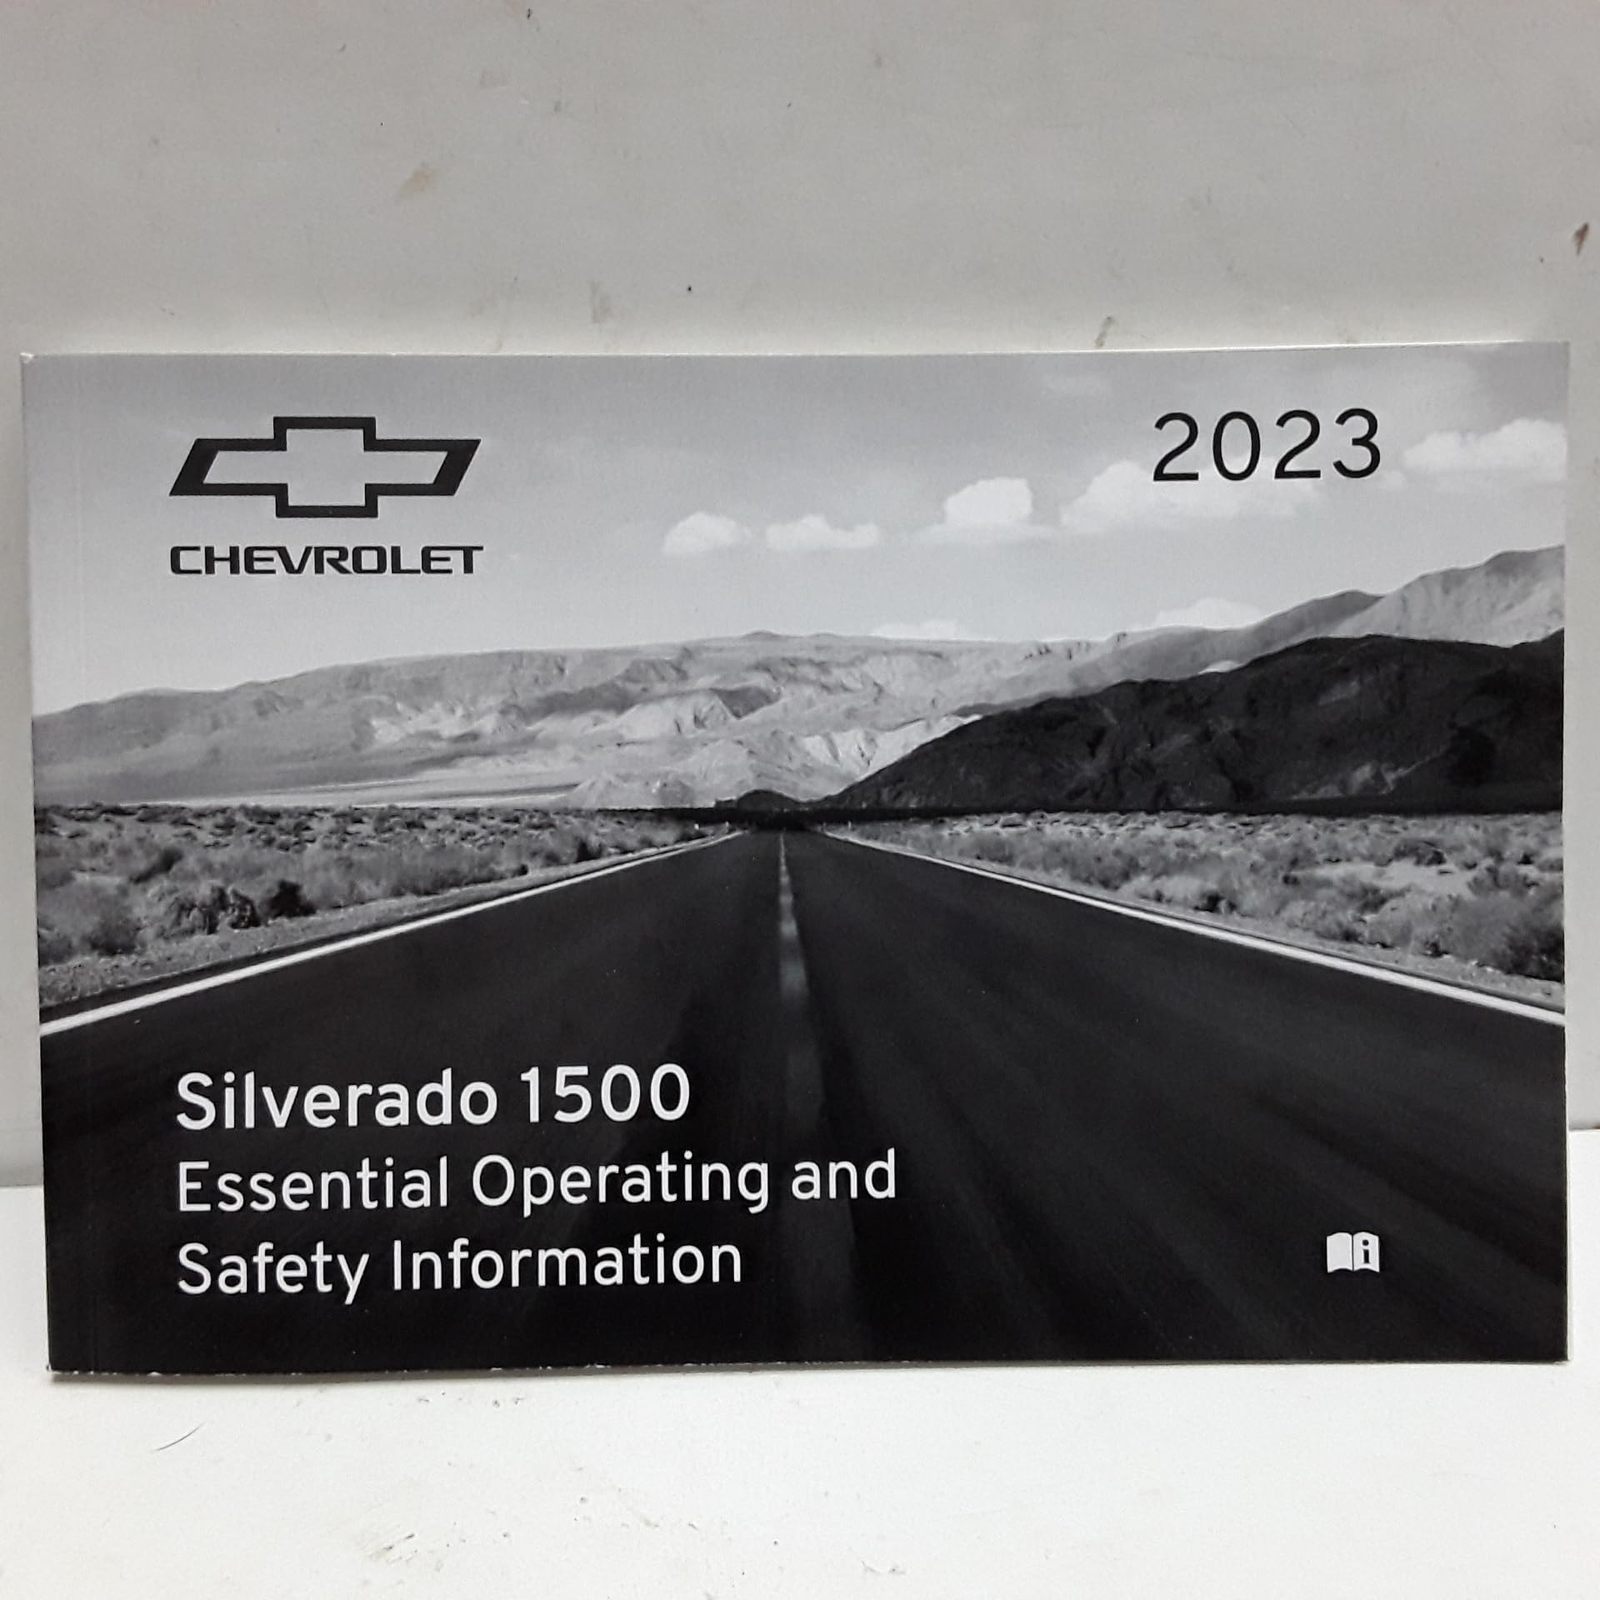 CHEVROLET
2023
Silverado 1500
Essential Operating and
Safety Information
i